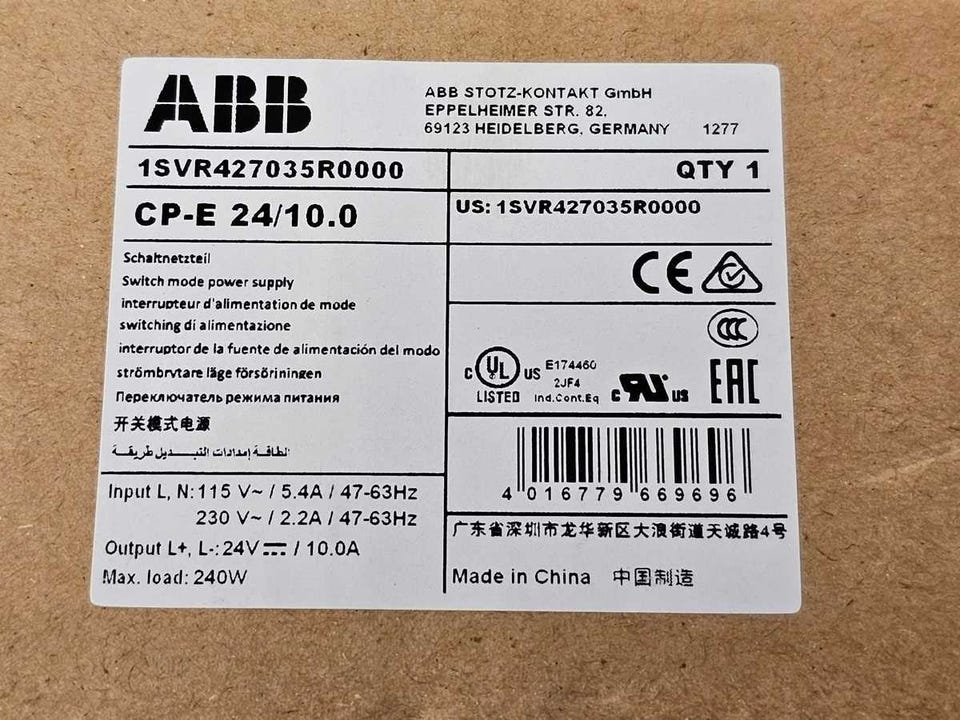 ABB
ABB STOTZ-KONTAKT GmbH
EPPELHEIMER STR. 82,
69123 HEIDELBERG, GERMANY 1277
1SVR427035R0000
QTY 1
CP-E 24/10.0
US: 1SVR427035R0000
Schaltnetzteil
Switch mode power supply
interrupteur d'alimentation de mode
switching di alimentazione
interruptor de la fuente de alimentación del modo
strömbrytare läge försöriningen
Переключатель режима питания
开关模式电源
الطاقة إمدادات التبديل طريقة
CE
CCC
C UL US
LISTED
E174460
2JF4
Ind.Cont.Eq
c RU us
EAC
Input L, N: 115 V~ / 5.4A / 47-63Hz
230 V~ / 2.2A / 47-63Hz
Output L+, L-: 24V⎓ / 10.0A
Max. load: 240W
4 016779 669696
广东省深圳市龙华新区大浪街道天诚路4号
Made in China 中国制造